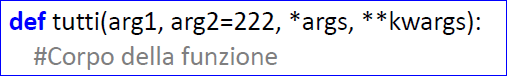 def tutti(arg1, arg2=222, *args, **kwargs):
#Corpo della funzione